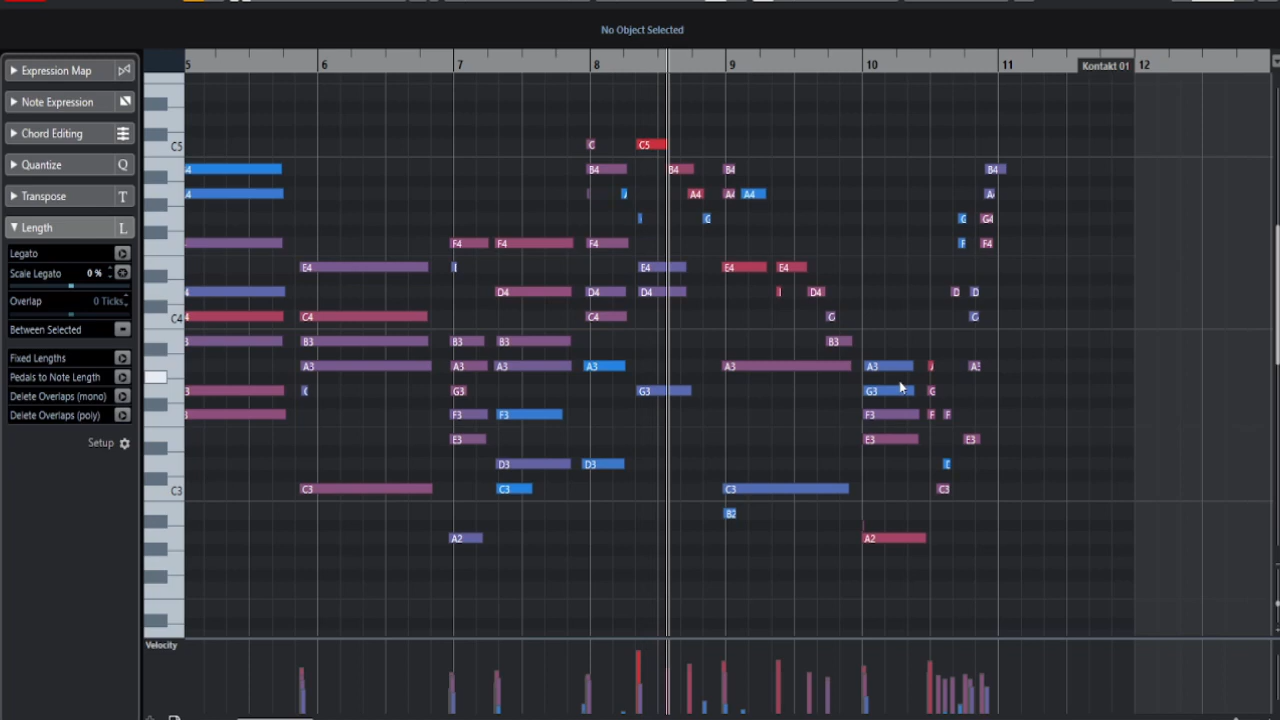 No Object Selected
Expression Map
Note Expression
Chord Editing
Quantize Q
Transpose T
Length L
Legato
Scale Legato 0 %
Overlap 0 Ticks
Between Selected
Fixed Lengths
Pedals to Note Length
Delete Overlaps (mono)
Delete Overlaps (poly)
Setup
5 6 7 8 9 10 11 Kontakt 01 12
C5 C C5
B4 B4 B4 B4
A4 A4 A4
G4
F4 F4 F4 F4
E4 E4 E4 E4
D4 D4 D4 D4 D D
C4 C4 C4
B3 B3 B3 B3
A3 A3 A3 A3 A3 A3
G3 G3 G3
F3 F3 F3 F F
E3 E3 E3
D3 D3
C3 C3 C3 C3 C3
B2
A2 A2
Velocity